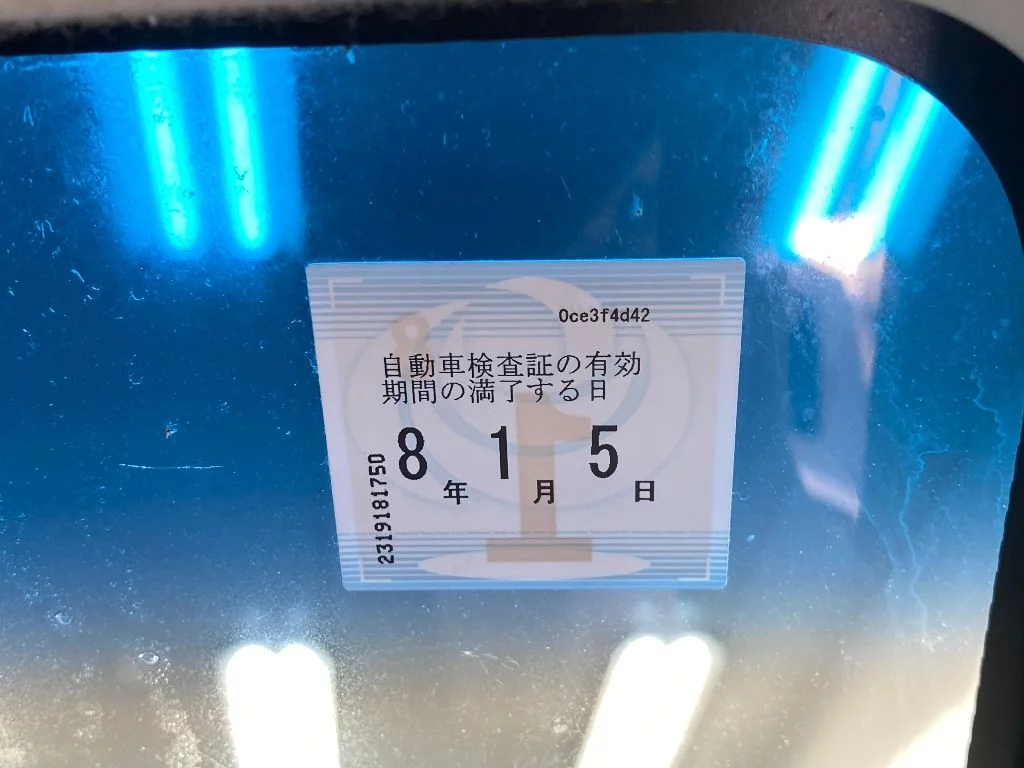 0ce3f4d42
自動車検査証の有効
期間の満了する日
8年 1月 5日
2319181750